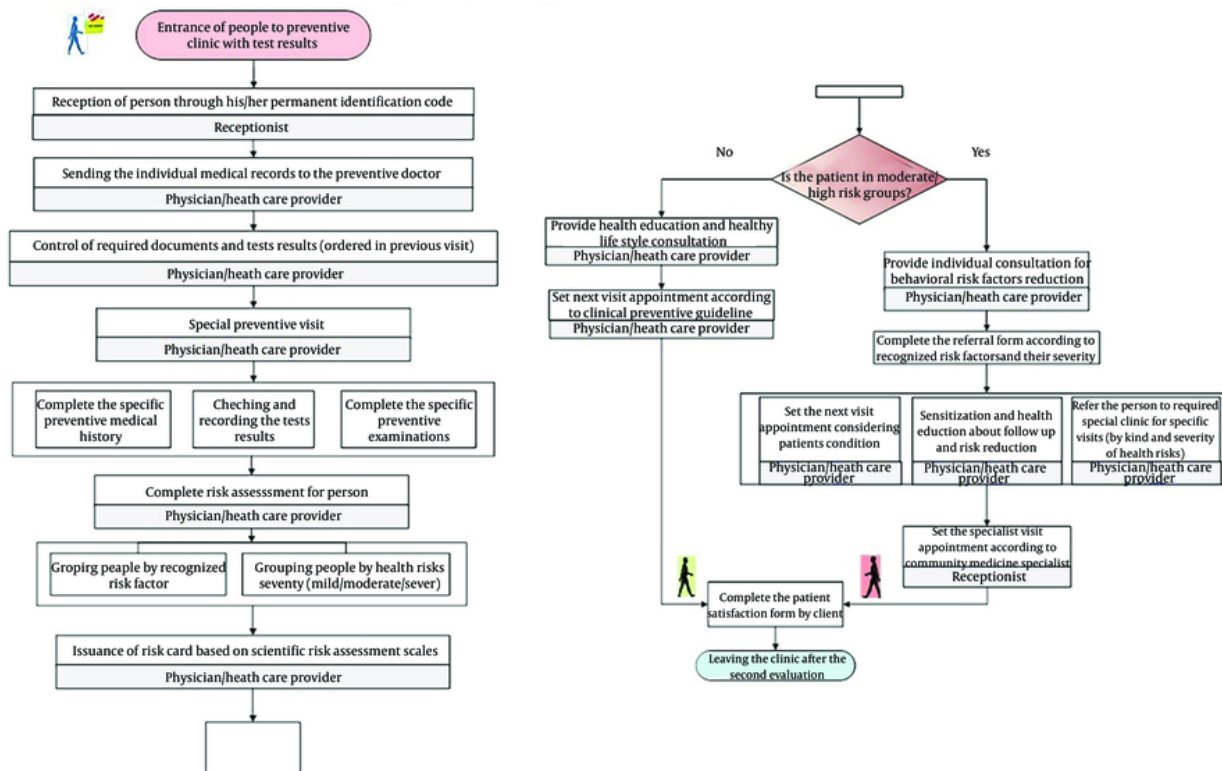 Entrance of people to preventive
clinic with test results
Reception of person through his/her permanent identification code
Receptionist
Sending the individual medical records to the preventive doctor
Physician/heath care provider
Control of required documents and tests results (ordered in previous visit)
Physician/heath care provider
Special preventive visit
Physician/heath care provider
Complete the specific
preventive medical
history
Cheching and
recording the tests
results
Complete the specific
preventive examinations
Complete risk assessment for person
Physician/heath care provider
Groping peaple by recognized
risk factor
Grouping people by health risks
seventy (mild/moderate/sever)
Issuance of risk card based on scientific risk assessment scales
Physician/heath care provider
No
Yes
Is the patient in moderate/
high risk groups?
Provide health education and healthy
life style consultation
Physician/heath care provider
Set next visit appointment according
to clinical preventive guideline
Physician/heath care provider
Provide individual consultation for
behavioral risk factors reduction
Physician/heath care provider
Complete the referral form according to
recognized risk factorsand their severity
Set the next visit
appointment considering
patients condition
Physician/heath care
provider
Sensitization and health
eduction about follow up
and risk reduction
Physician/heath care
provider
Refer the person to required
special clinic for specific
visits (by kind and severity
of health risks)
Physician/heath care
provider
Set the specialist visit
appointment according to
community medicine specialist
Receptionist
Complete the patient
satisfaction form by client
Leaving the clinic after the
second evaluation